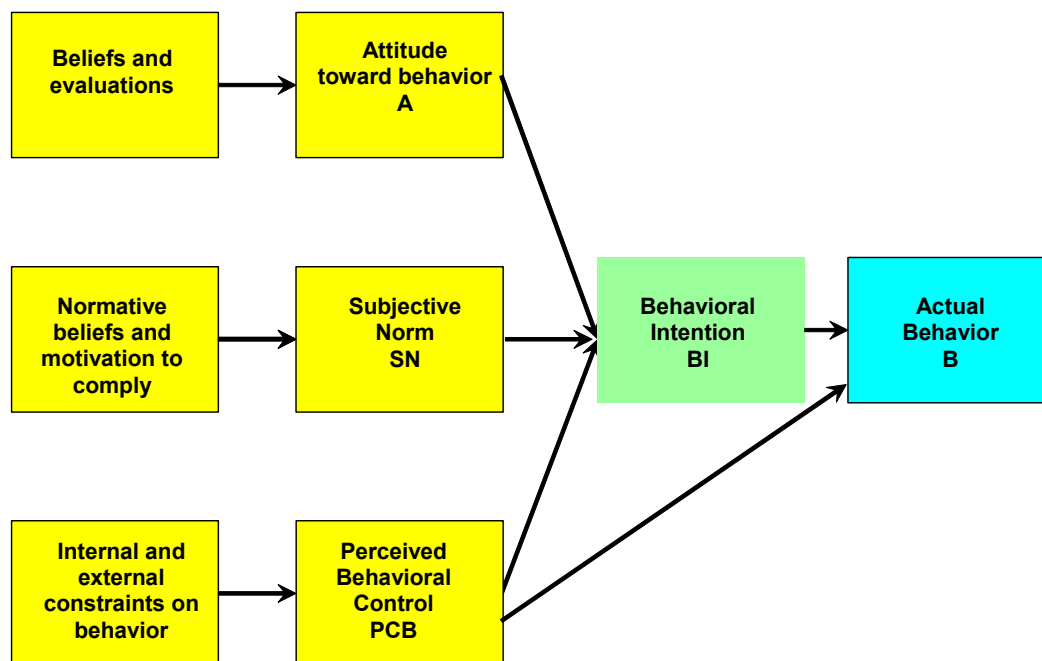 Beliefs and
evaluations
Attitude
toward behavior
A
Normative
beliefs and
motivation to
comply
Subjective
Norm
SN
Behavioral
Intention
BI
Actual
Behavior
B
Internal and
external
constraints on
behavior
Perceived
Behavioral
Control
PCB